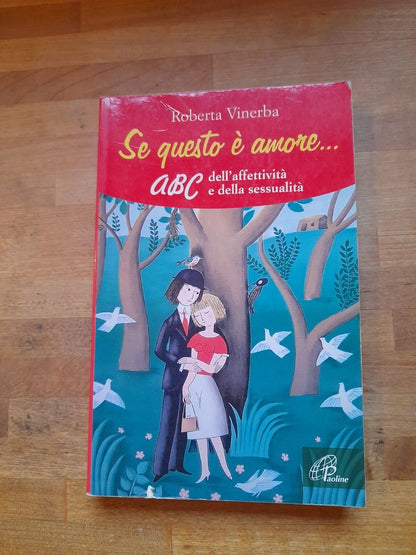 Roberta Vinerba
Se questo è amore...
ABC dell'affettività
e della sessualità
Paoline